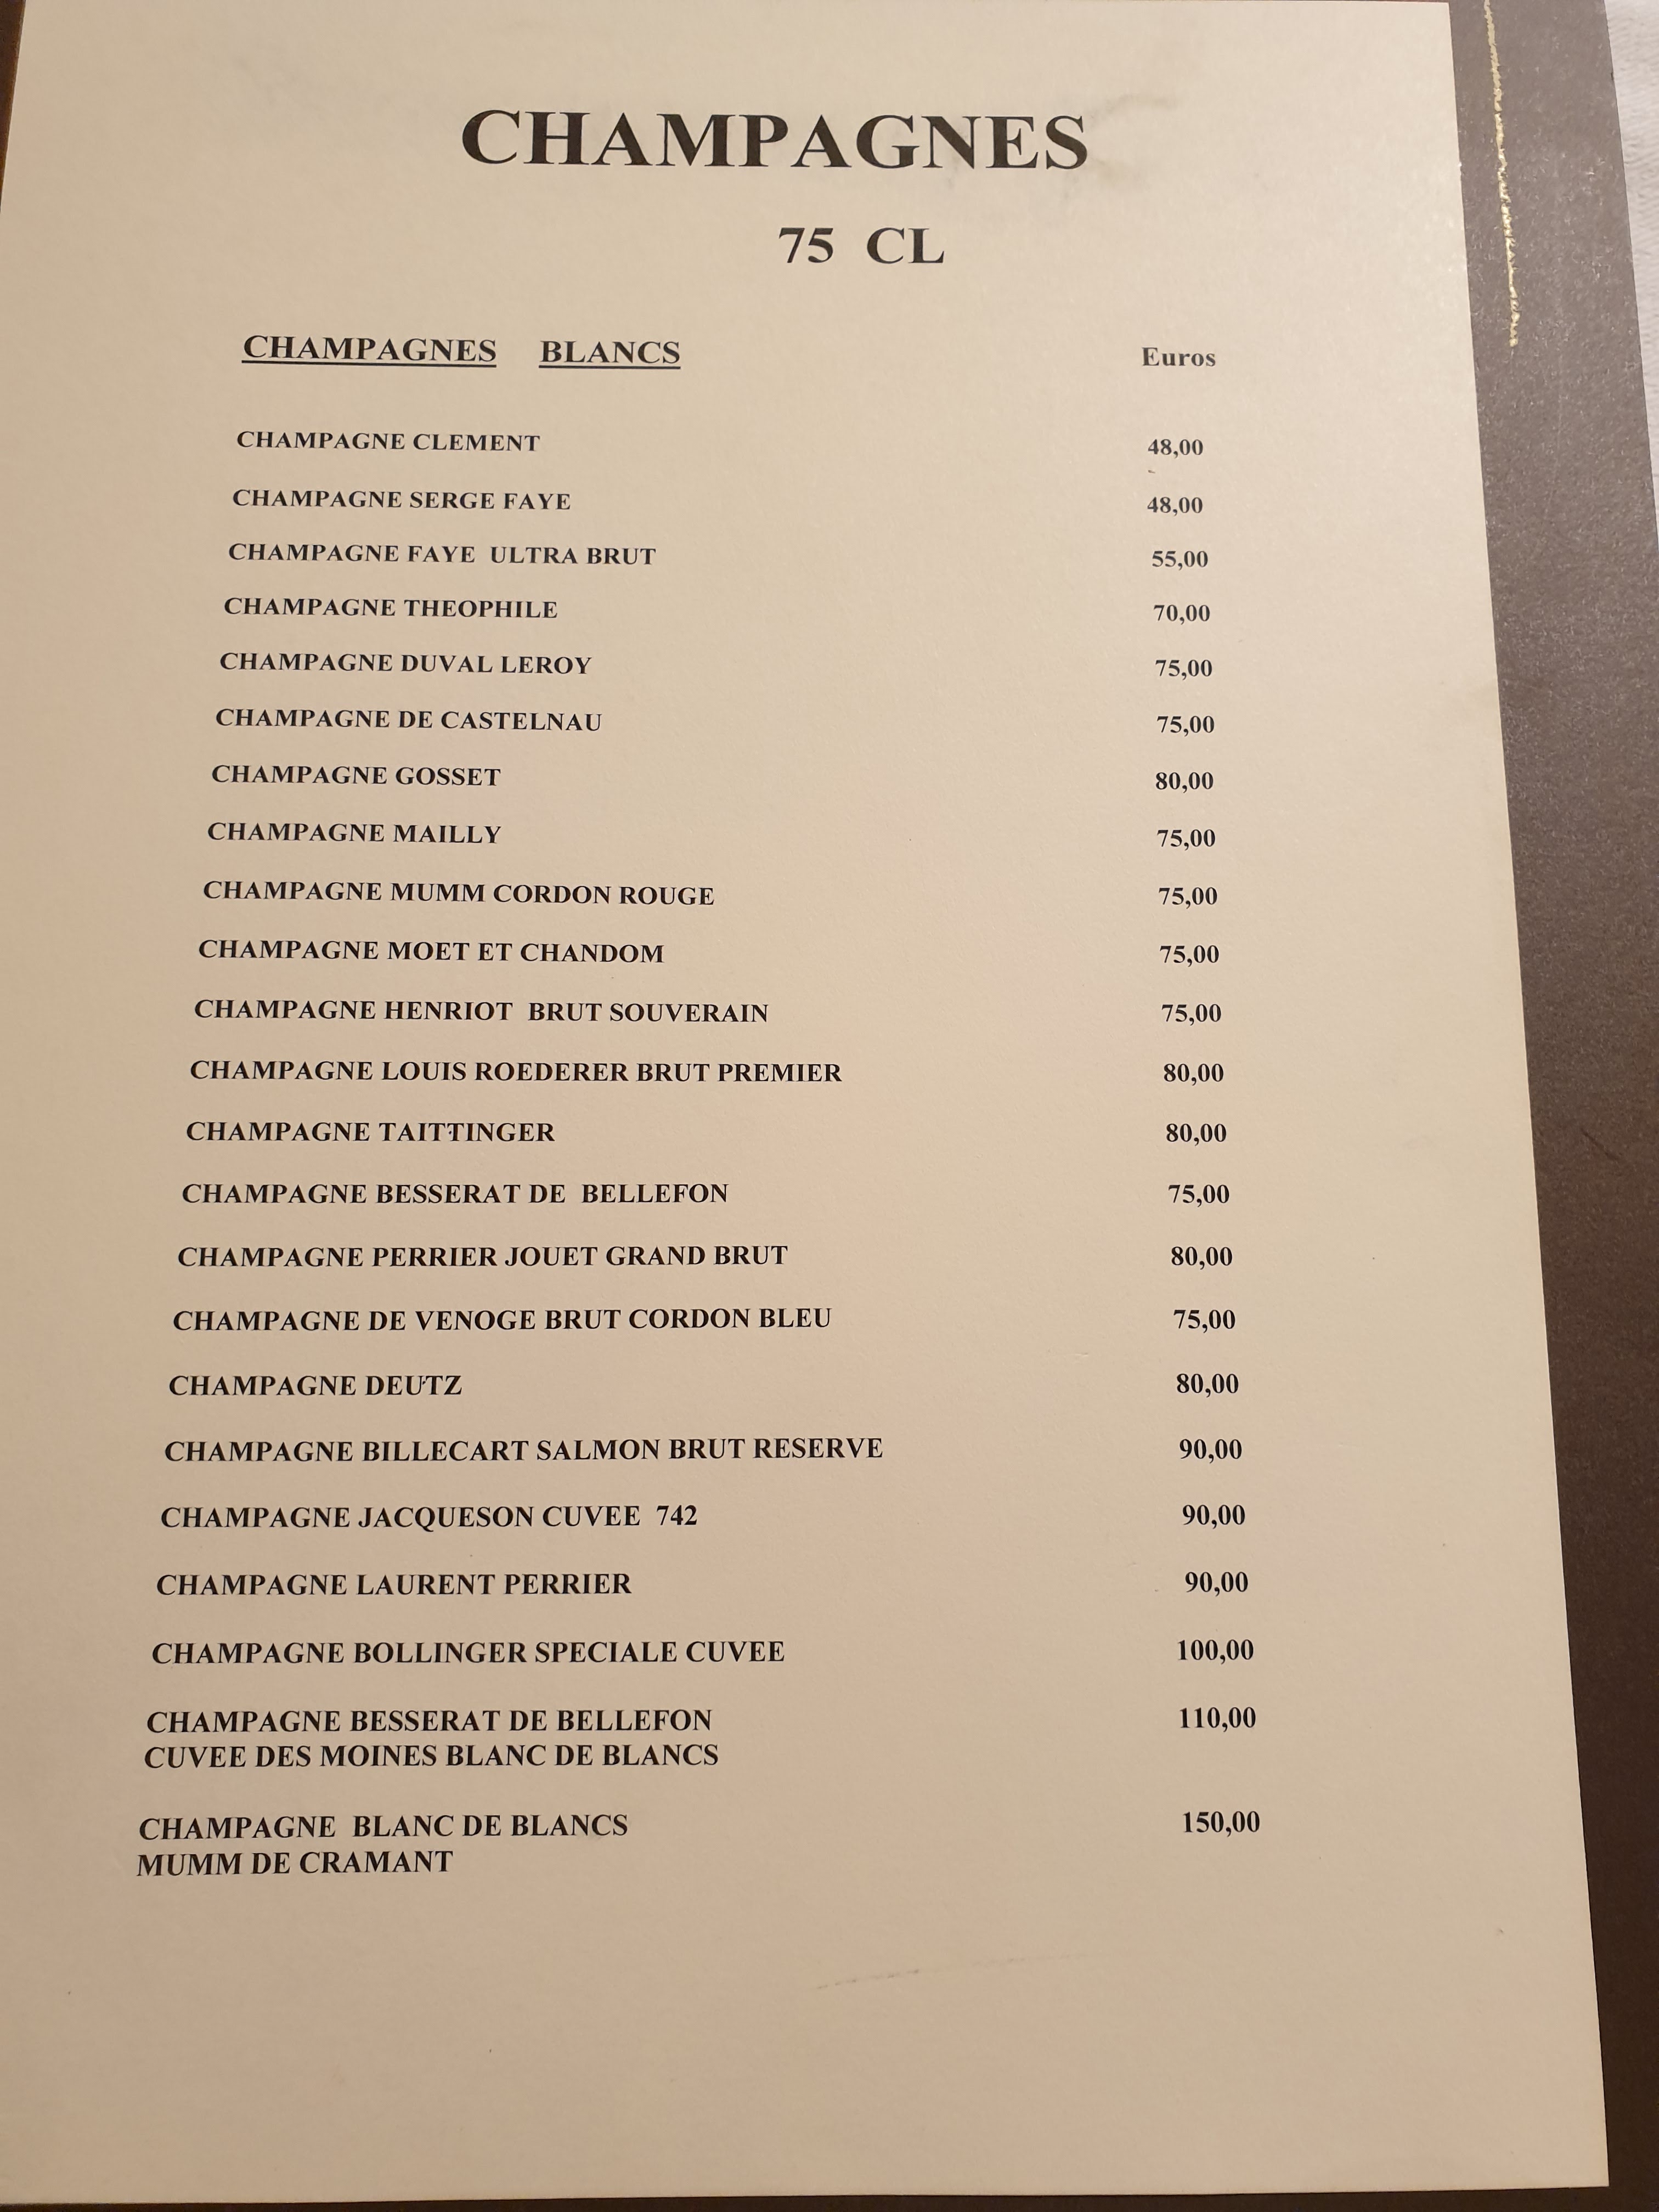 CHAMPAGNES
75 CL
CHAMPAGNES BLANCS Euros
CHAMPAGNE CLEMENT 48,00
CHAMPAGNE SERGE FAYE 48,00
CHAMPAGNE FAYE ULTRA BRUT 55,00
CHAMPAGNE THEOPHILE 70,00
CHAMPAGNE DUVAL LEROY 75,00
CHAMPAGNE DE CASTELNAU 75,00
CHAMPAGNE GOSSET 80,00
CHAMPAGNE MAILLY 75,00
CHAMPAGNE MUMM CORDON ROUGE 75,00
CHAMPAGNE MOET ET CHANDOM 75,00
CHAMPAGNE HENRIOT BRUT SOUVERAIN 75,00
CHAMPAGNE LOUIS ROEDERER BRUT PREMIER 80,00
CHAMPAGNE TAITTINGER 80,00
CHAMPAGNE BESSERAT DE BELLEFON 75,00
CHAMPAGNE PERRIER JOUET GRAND BRUT 80,00
CHAMPAGNE DE VENOGE BRUT CORDON BLEU 75,00
CHAMPAGNE DEUTZ 80,00
CHAMPAGNE BILLECART SALMON BRUT RESERVE 90,00
CHAMPAGNE JACQUESON CUVEE 742 90,00
CHAMPAGNE LAURENT PERRIER 90,00
CHAMPAGNE BOLLINGER SPECIALE CUVEE 100,00
CHAMPAGNE BESSERAT DE BELLEFON 110,00
CUVEE DES MOINES BLANC DE BLANCS
CHAMPAGNE BLANC DE BLANCS 150,00
MUMM DE CRAMANT